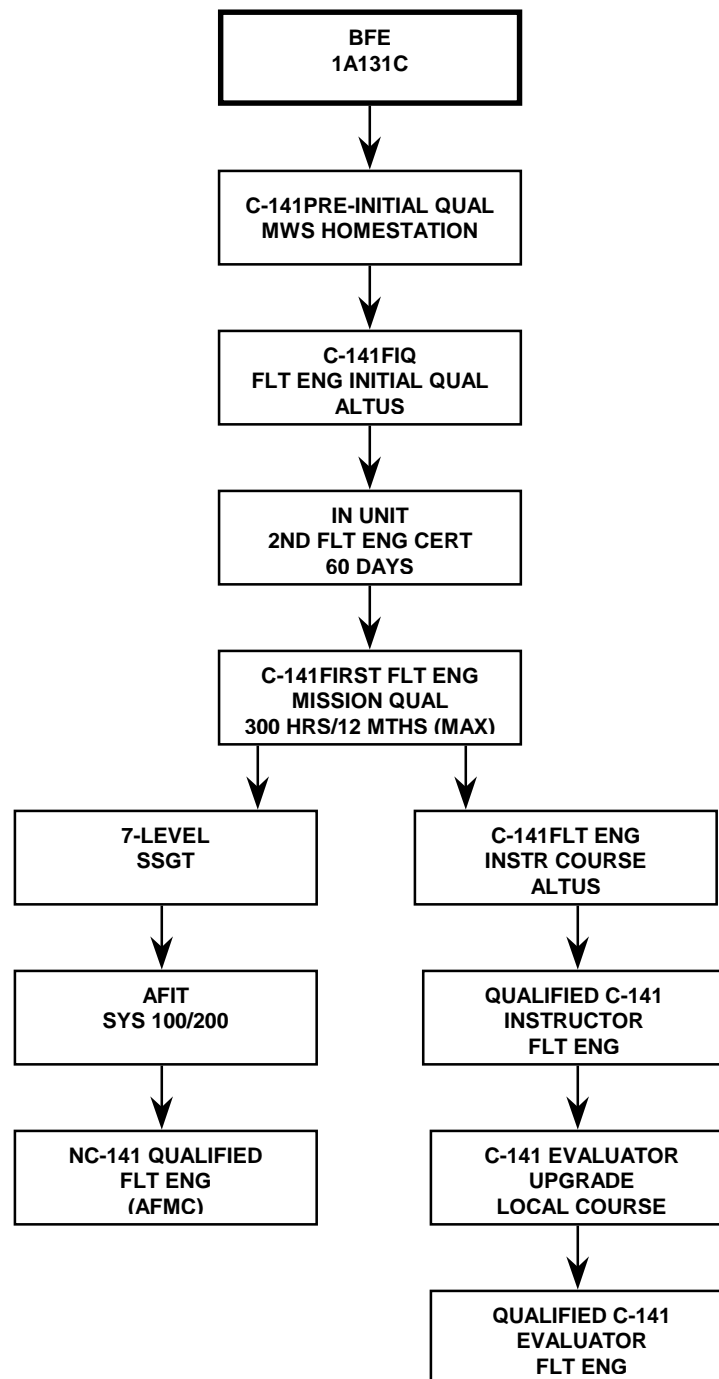 BFE
1A131C
C-141PRE-INITIAL QUAL
MWS HOMESTATION
C-141FIQ
FLT ENG INITIAL QUAL
ALTUS
IN UNIT
2ND FLT ENG CERT
60 DAYS
C-141FIRST FLT ENG
MISSION QUAL
300 HRS/12 MTHS (MAX)
7-LEVEL
SSGT
C-141FLT ENG
INSTR COURSE
ALTUS
AFIT
SYS 100/200
QUALIFIED C-141
INSTRUCTOR
FLT ENG
NC-141 QUALIFIED
FLT ENG
(AFMC)
C-141 EVALUATOR
UPGRADE
LOCAL COURSE
QUALIFIED C-141
EVALUATOR
FLT ENG